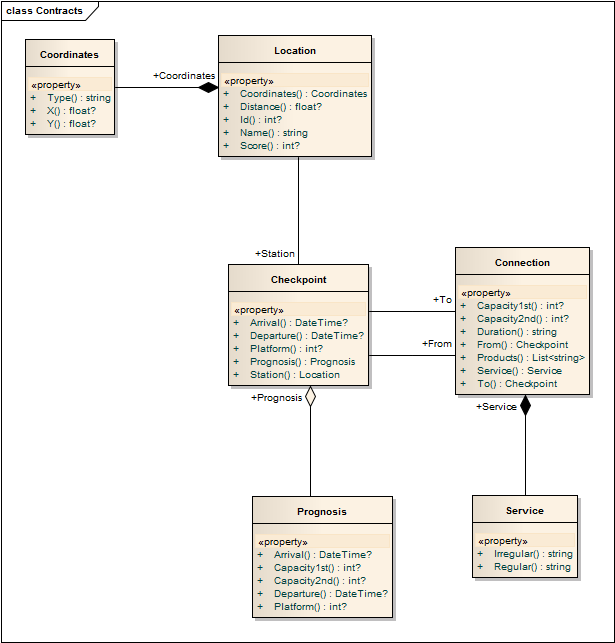 class Contracts
Coordinates
«property»
+ Type() : string
+ X() : float?
+ Y() : float?
+Coordinates
Location
«property»
+ Coordinates() : Coordinates
+ Distance() : float?
+ Id() : int?
+ Name() : string
+ Score() : int?
+Station
Checkpoint
«property»
+ Arrival() : DateTime?
+ Departure() : DateTime?
+ Platform() : int?
+ Prognosis() : Prognosis
+ Station() : Location
+To
+From
Connection
«property»
+ Capacity1st() : int?
+ Capacity2nd() : int?
+ Duration() : string
+ From() : Checkpoint
+ Products() : List<string>
+ Service() : Service
+ To() : Checkpoint
+Prognosis
+Service
Prognosis
«property»
+ Arrival() : DateTime?
+ Capacity1st() : int?
+ Capacity2nd() : int?
+ Departure() : DateTime?
+ Platform() : int?
Service
«property»
+ Irregular() : string
+ Regular() : string